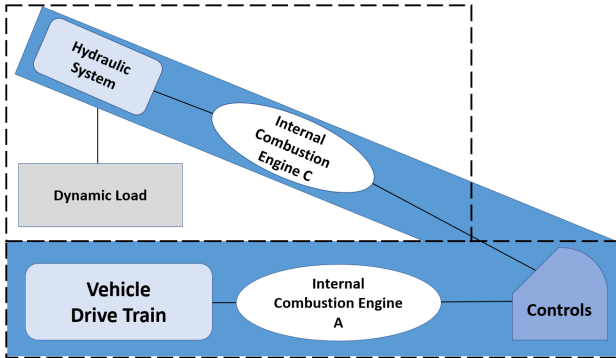 Hydraulic
System
Internal
Combustion
Engine C
Dynamic Load
Vehicle
Drive Train
Internal
Combustion Engine
A
Controls